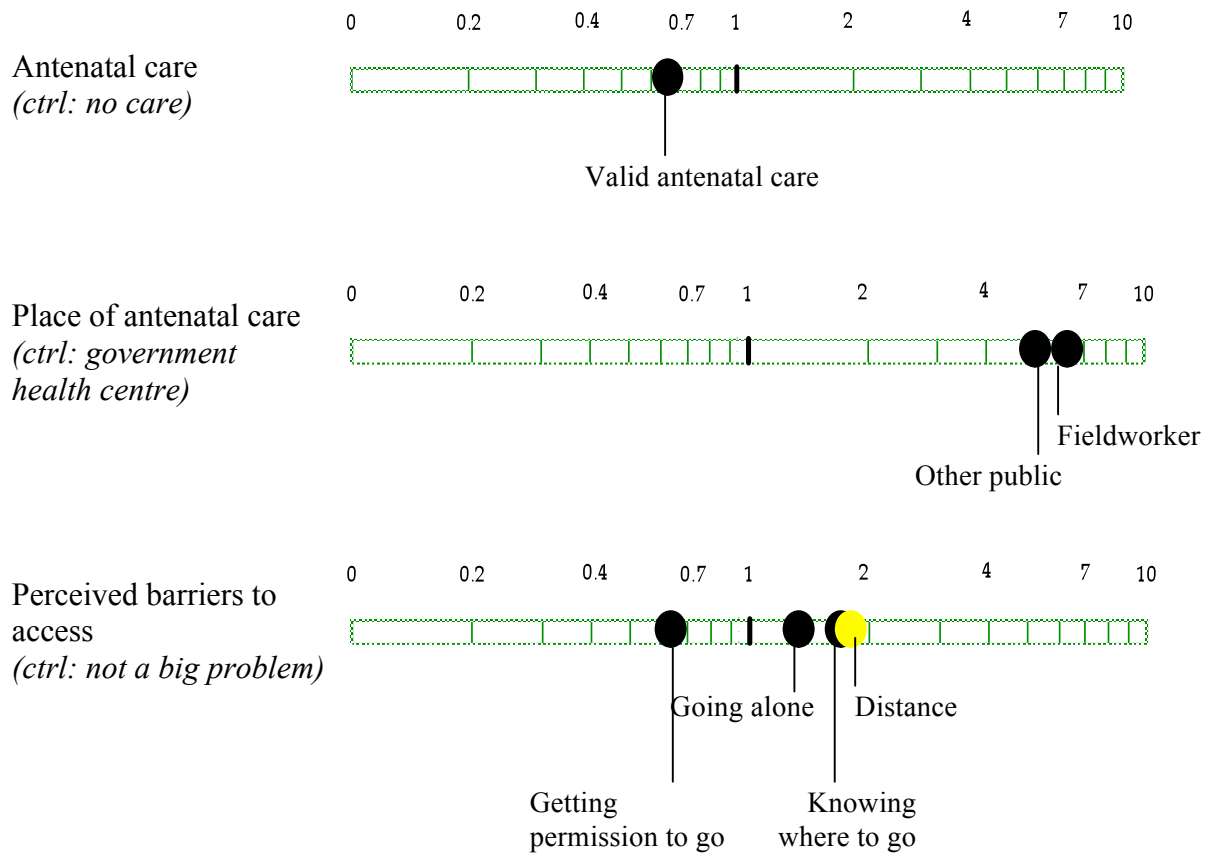 0 0.2 0.4 0.7 1 2 4 7 10
Antenatal care
(ctrl: no care)
Valid antenatal care
0 0.2 0.4 0.7 1 2 4 7 10
Place of antenatal care
(ctrl: government
health centre)
Fieldworker
Other public
0 0.2 0.4 0.7 1 2 4 7 10
Perceived barriers to
access
(ctrl: not a big problem)
Going alone
Distance
Getting
permission to go
Knowing
where to go